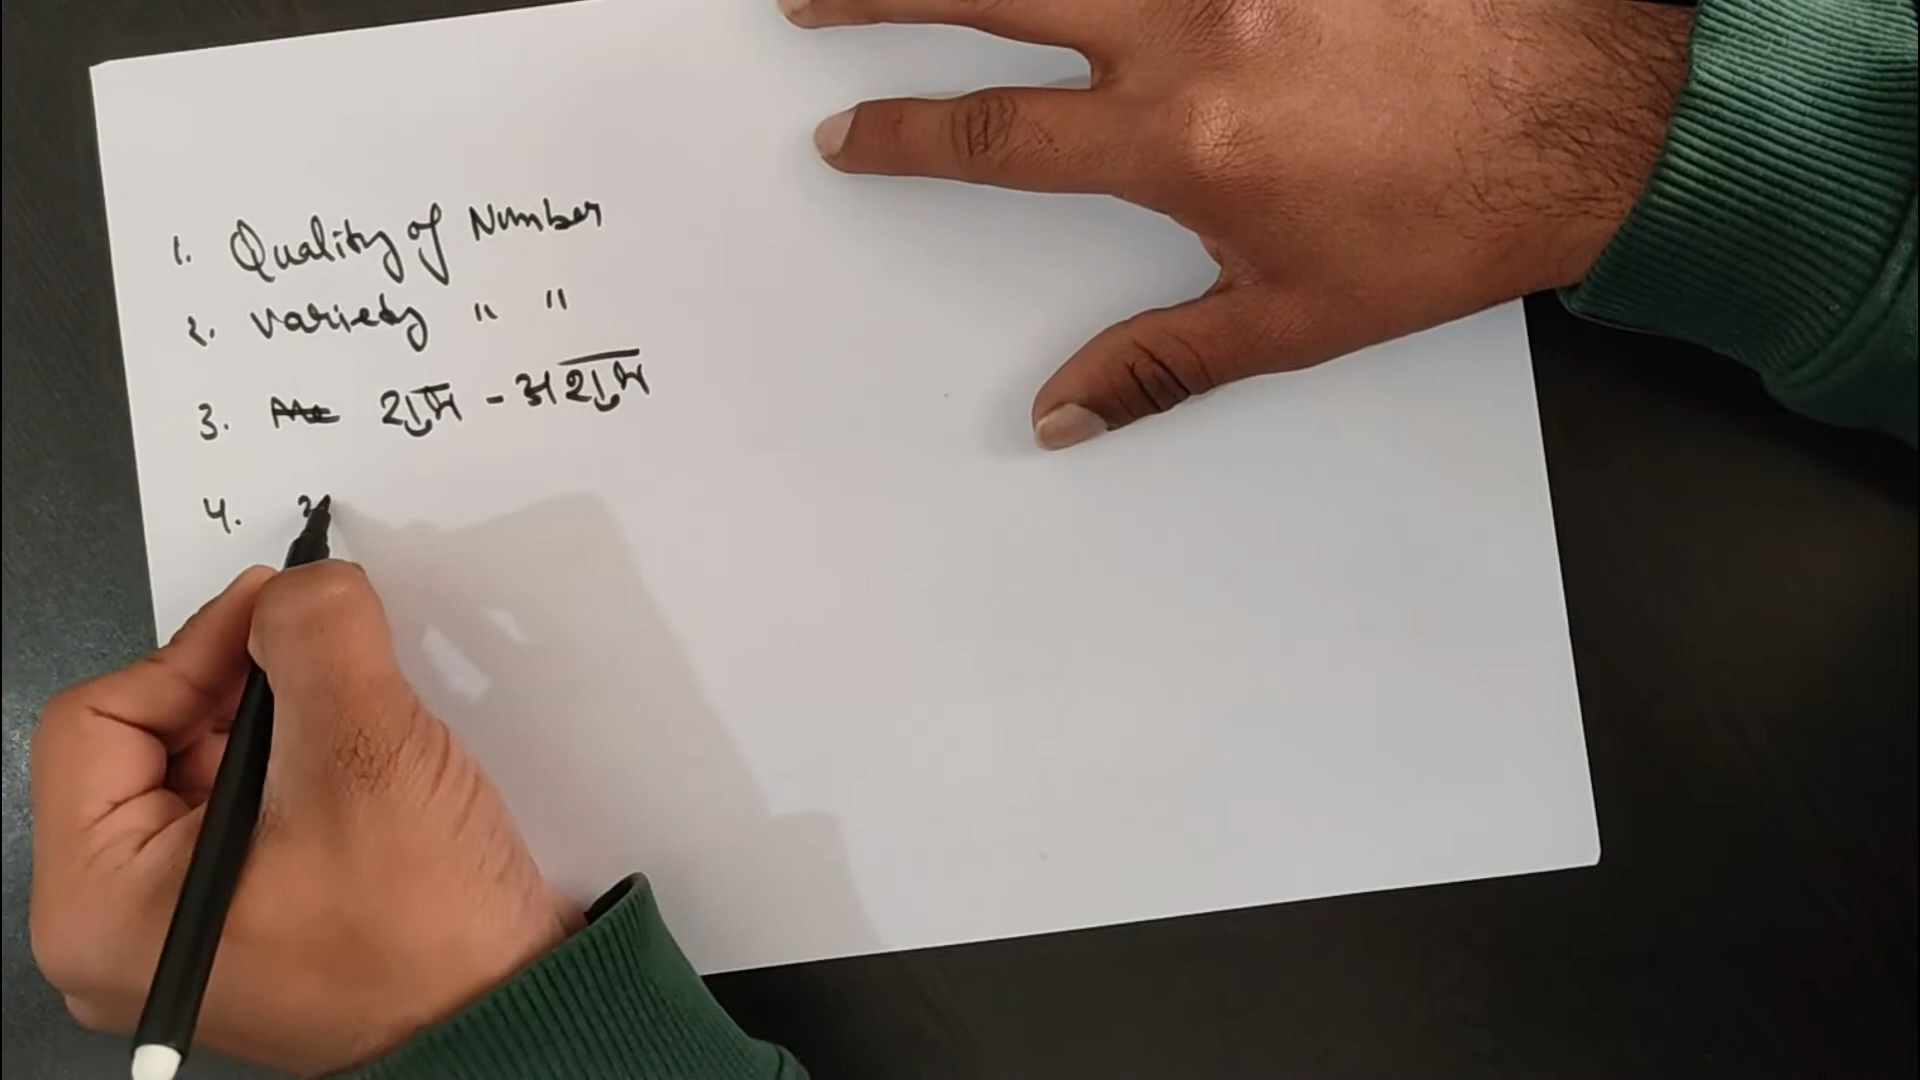 1. Quality of Number
2. Variety " "
3. शुभ - अशुभ
4.